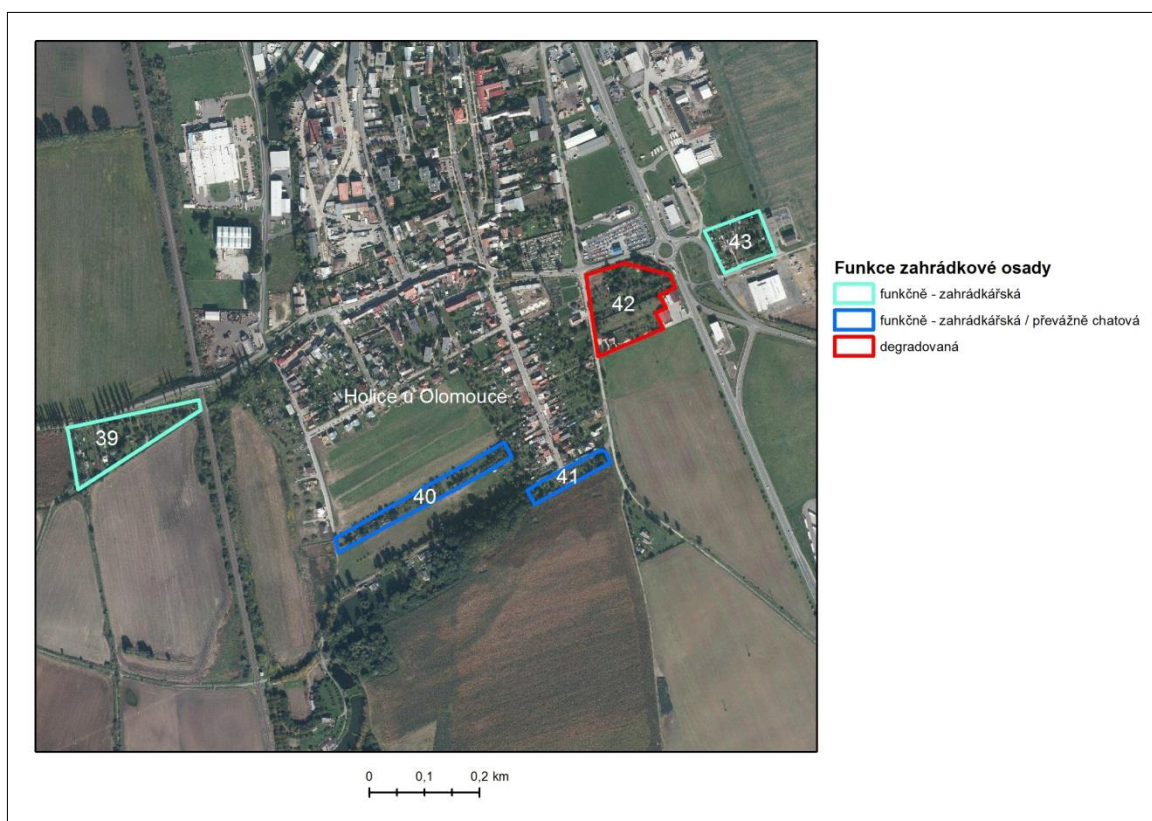 43
42
Holice u Olomouce
39
40
41
Funkce zahrádkové osady
funkčně - zahrádkářská
funkčně - zahrádkářská / převážně chatová
degradovaná
0 0,1 0,2 km